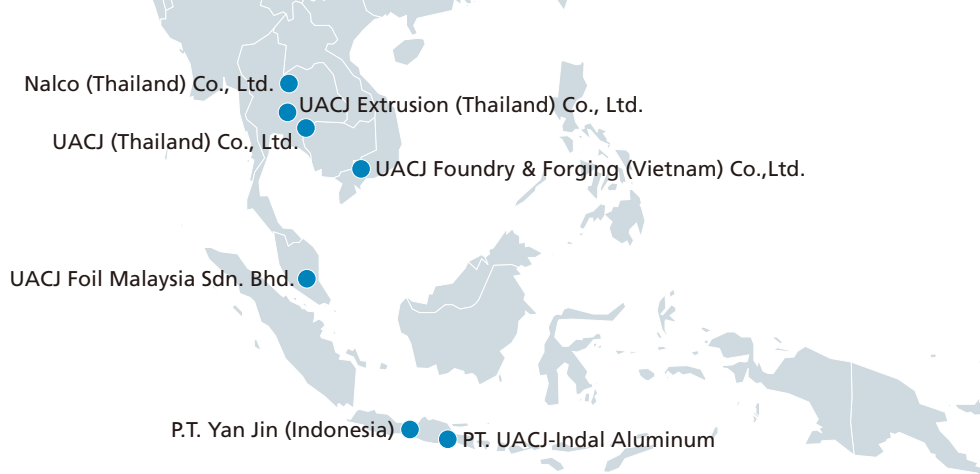 Nalco (Thailand) Co., Ltd.
UACJ Extrusion (Thailand) Co., Ltd.
UACJ (Thailand) Co., Ltd.
UACJ Foundry & Forging (Vietnam) Co.,Ltd.
UACJ Foil Malaysia Sdn. Bhd.
P.T. Yan Jin (Indonesia)
PT. UACJ-Indal Aluminum